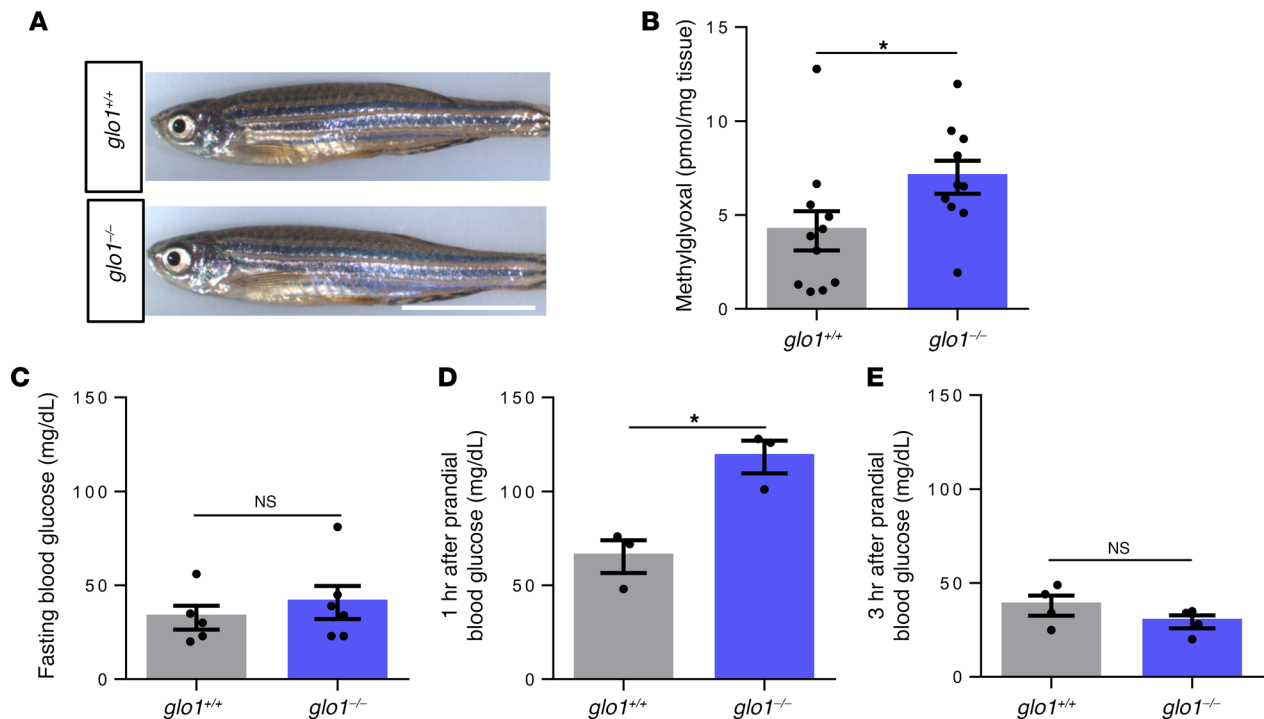 A
glo1+/+
glo1−/−
B
Methylglyoxal (pmol/mg tissue)
15
10
5
0
*
glo1+/+
glo1−/−
C
Fasting blood glucose (mg/dL)
150
100
50
0
NS
glo1+/+
glo1−/−
D
1 hr after prandial
blood glucose (mg/dL)
150
100
50
0
*
glo1+/+
glo1−/−
E
3 hr after prandial
blood glucose (mg/dL)
150
100
50
0
NS
glo1+/+
glo1−/−